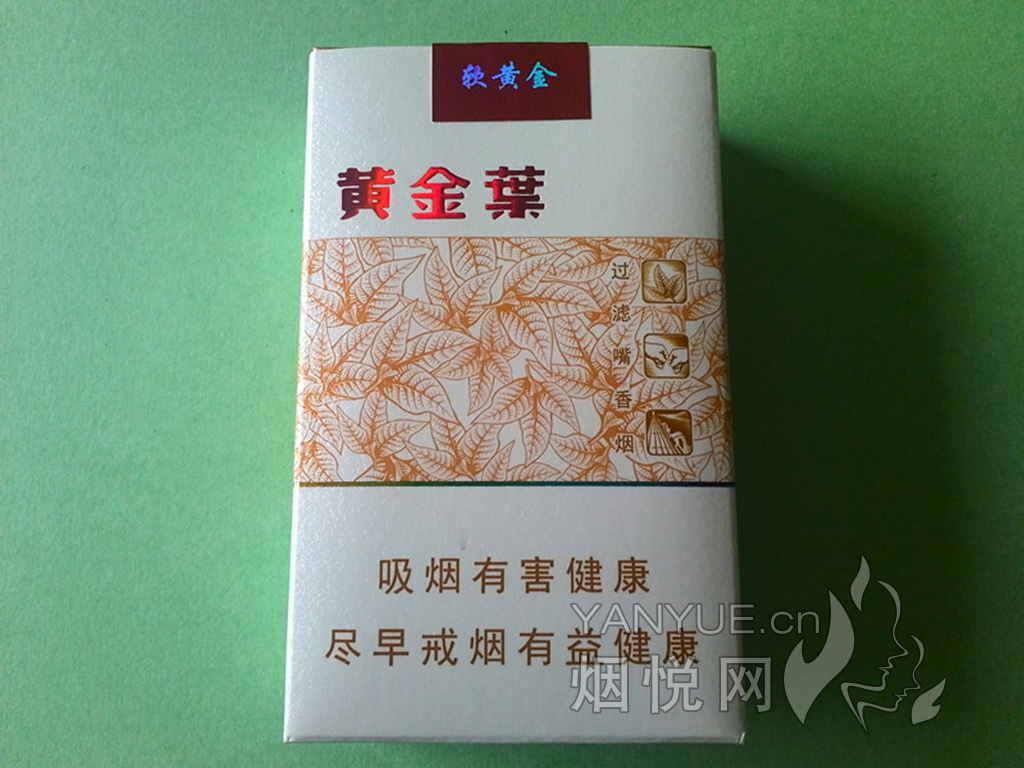 软黄金
黄金葉
过滤嘴香烟
吸烟有害健康
尽早戒烟有益健康
YANYUE.cn
烟悦网